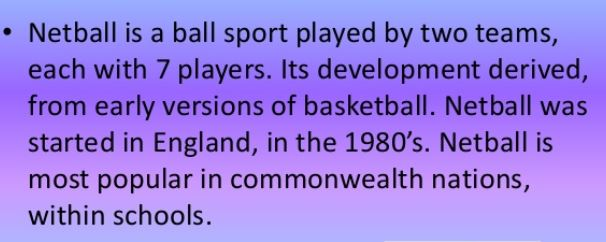 • Netball is a ball sport played by two teams,
each with 7 players. Its development derived,
from early versions of basketball. Netball was
started in England, in the 1980’s. Netball is
most popular in commonwealth nations,
within schools.